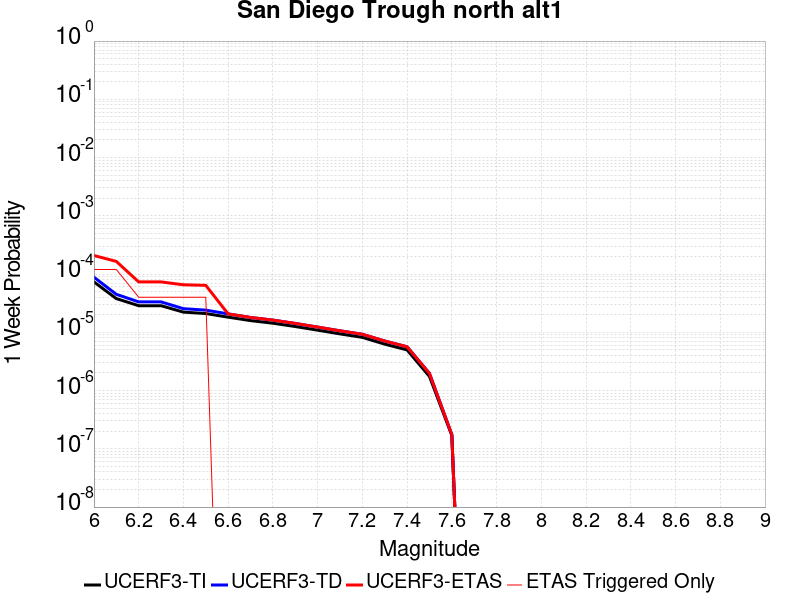 San Diego Trough north alt1
10^0
10^-1
10^-2
10^-3
10^-4
10^-5
10^-6
10^-7
10^-8
1 Week Probability
6 6.2 6.4 6.6 6.8 7 7.2 7.4 7.6 7.8 8 8.2 8.4 8.6 8.8 9
Magnitude
UCERF3-TI UCERF3-TD UCERF3-ETAS ETAS Triggered Only